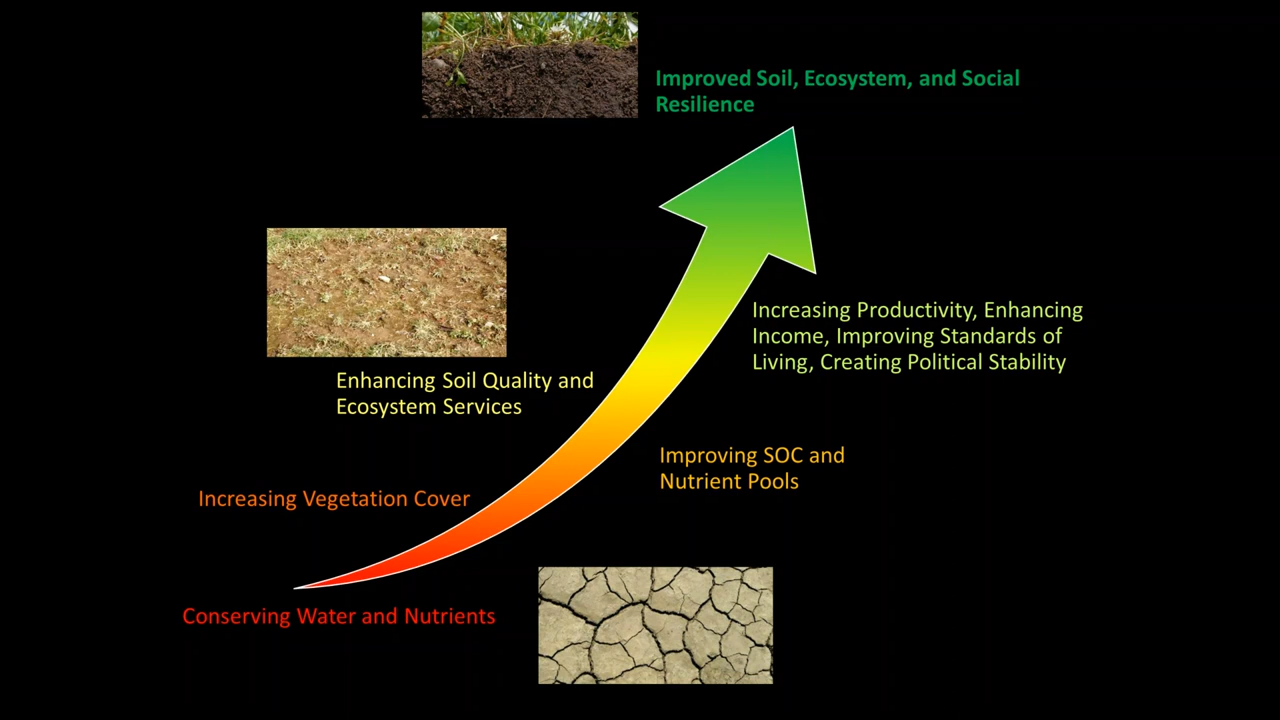 Improved Soil, Ecosystem, and Social
Resilience
Increasing Productivity, Enhancing
Income, Improving Standards of
Living, Creating Political Stability
Enhancing Soil Quality and
Ecosystem Services
Improving SOC and
Nutrient Pools
Increasing Vegetation Cover
Conserving Water and Nutrients